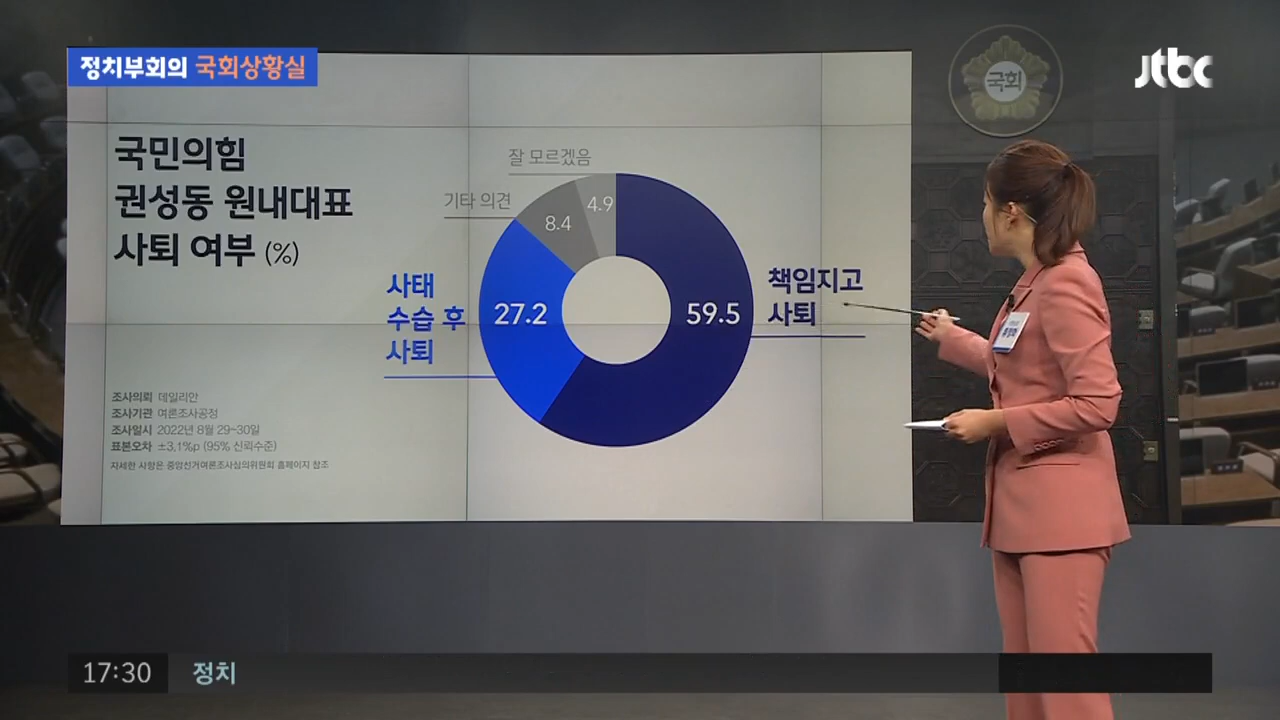 정치부회의 국회상황실
jtbc
국회
국민의힘
권성동 원내대표
사퇴 여부 (%)
잘 모르겠음
기타 의견
4.9
8.4
사태
수습 후
사퇴
27.2
59.5
책임지고
사퇴
조사의뢰 데일리안
조사기관 여론조사공정
조사일시 2022년 8월 29~30일
표본오차 ±3.1%p (95% 신뢰수준)
자세한 사항은 중앙선거여론조사심의위원회 홈페이지 참조
17:30 정치